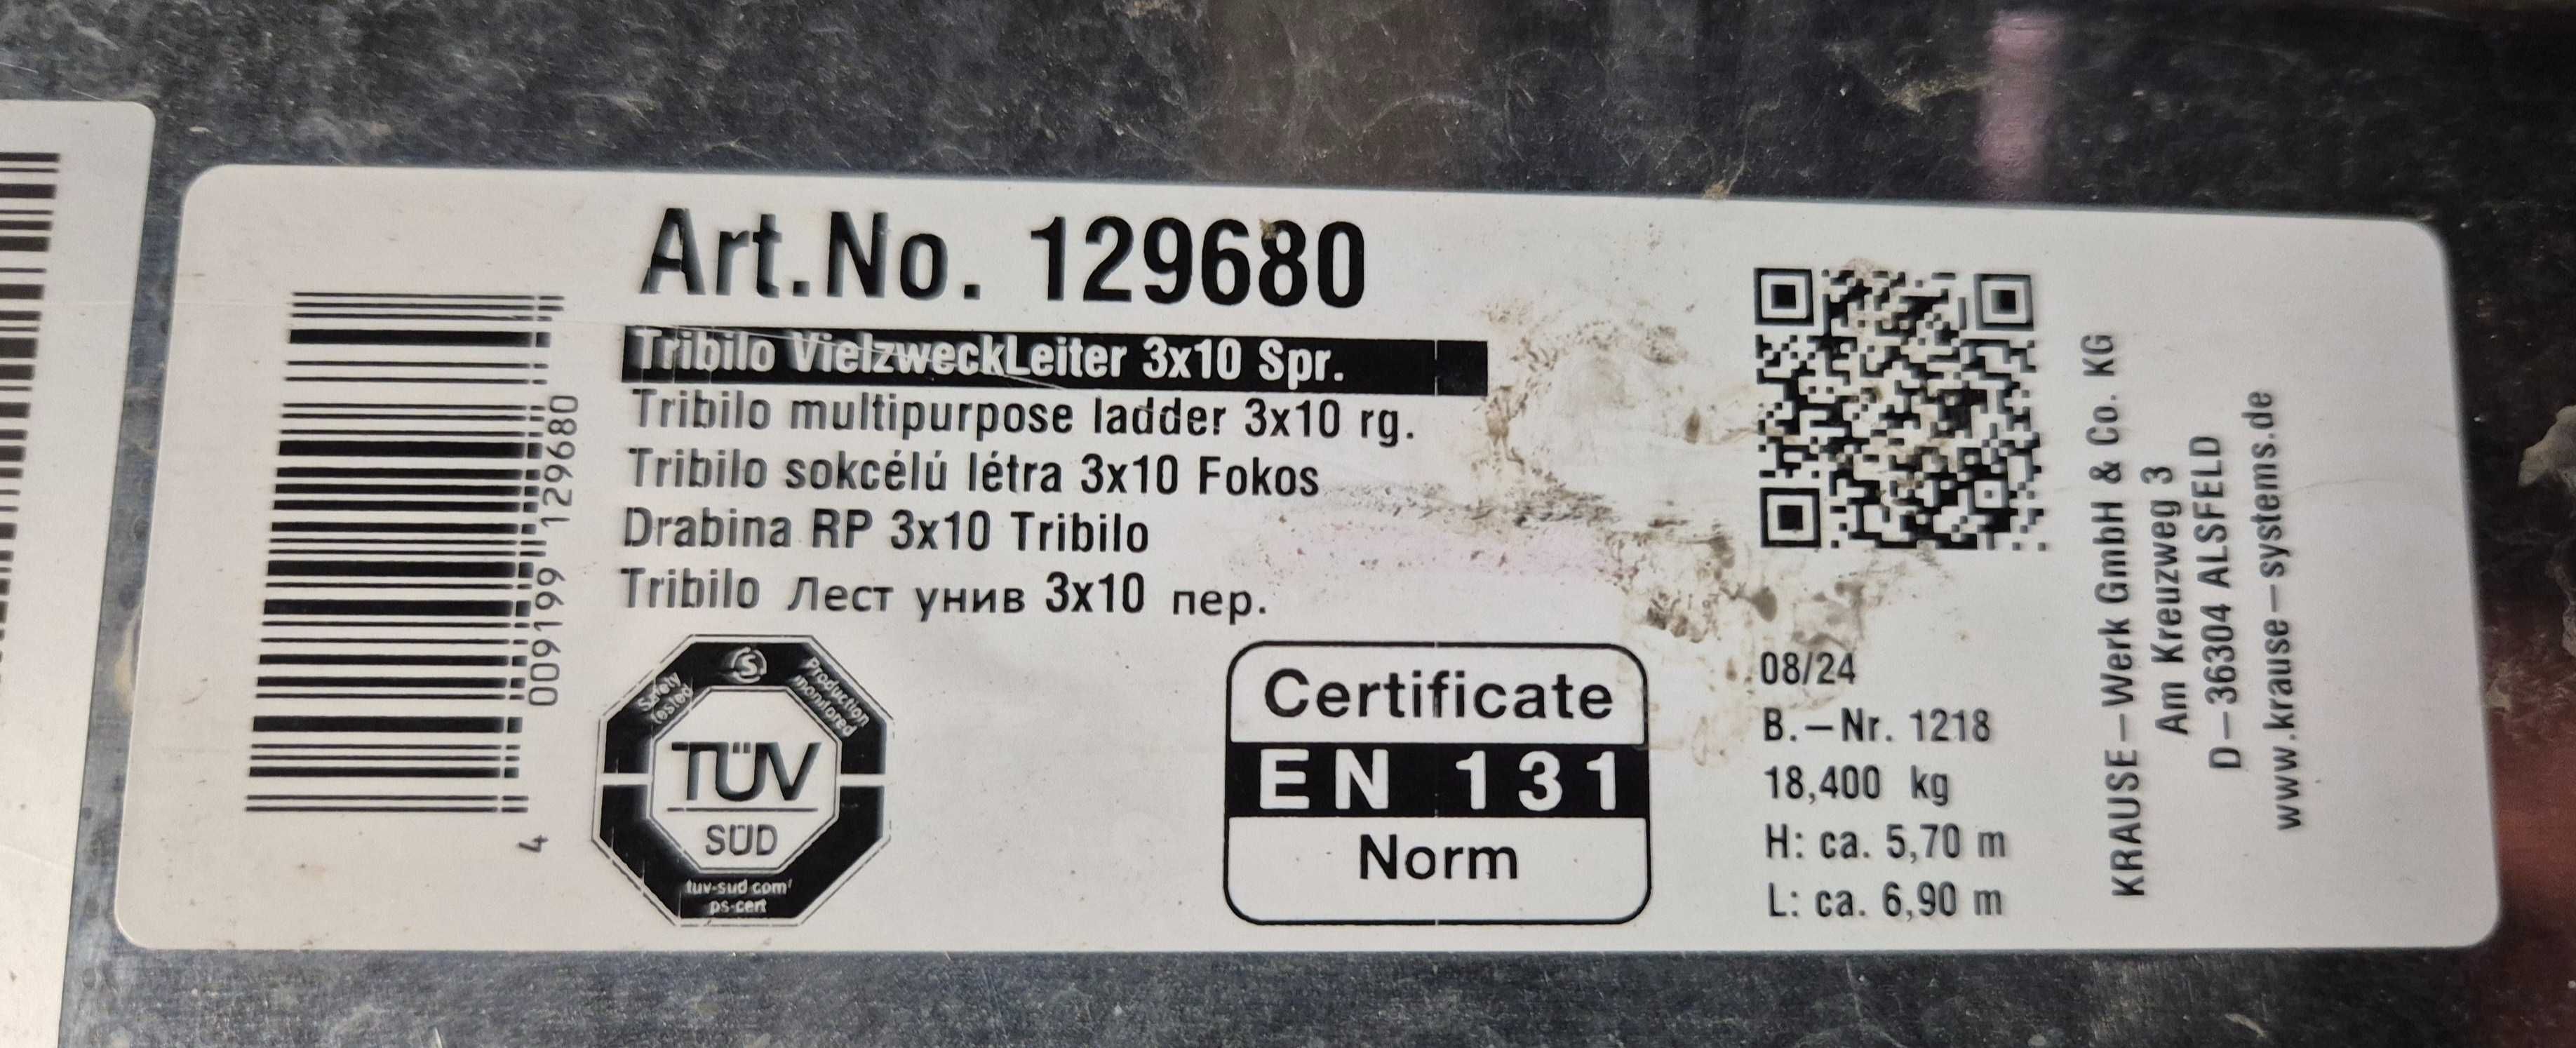 Art.No. 129680
Tribilo VielzweckLeiter 3x10 Spr.
Tribilo multipurpose ladder 3x10 rg.
Tribilo sokcélú létra 3x10 Fokos
Drabina RP 3x10 Tribilo
Tribilo Лест унив 3x10 пер.
4 009199 129680
Safety tested
Production monitored
TÜV
SÜD
tuv-sud.com/
ps-cert
Certificate
EN 131
Norm
08/24
B.-Nr. 1218
18,400 kg
H: ca. 5,70 m
L: ca. 6,90 m
KRAUSE-Werk GmbH & Co. KG
Am Kreuzweg 3
D-36304 ALSFELD
www.krause-systems.de